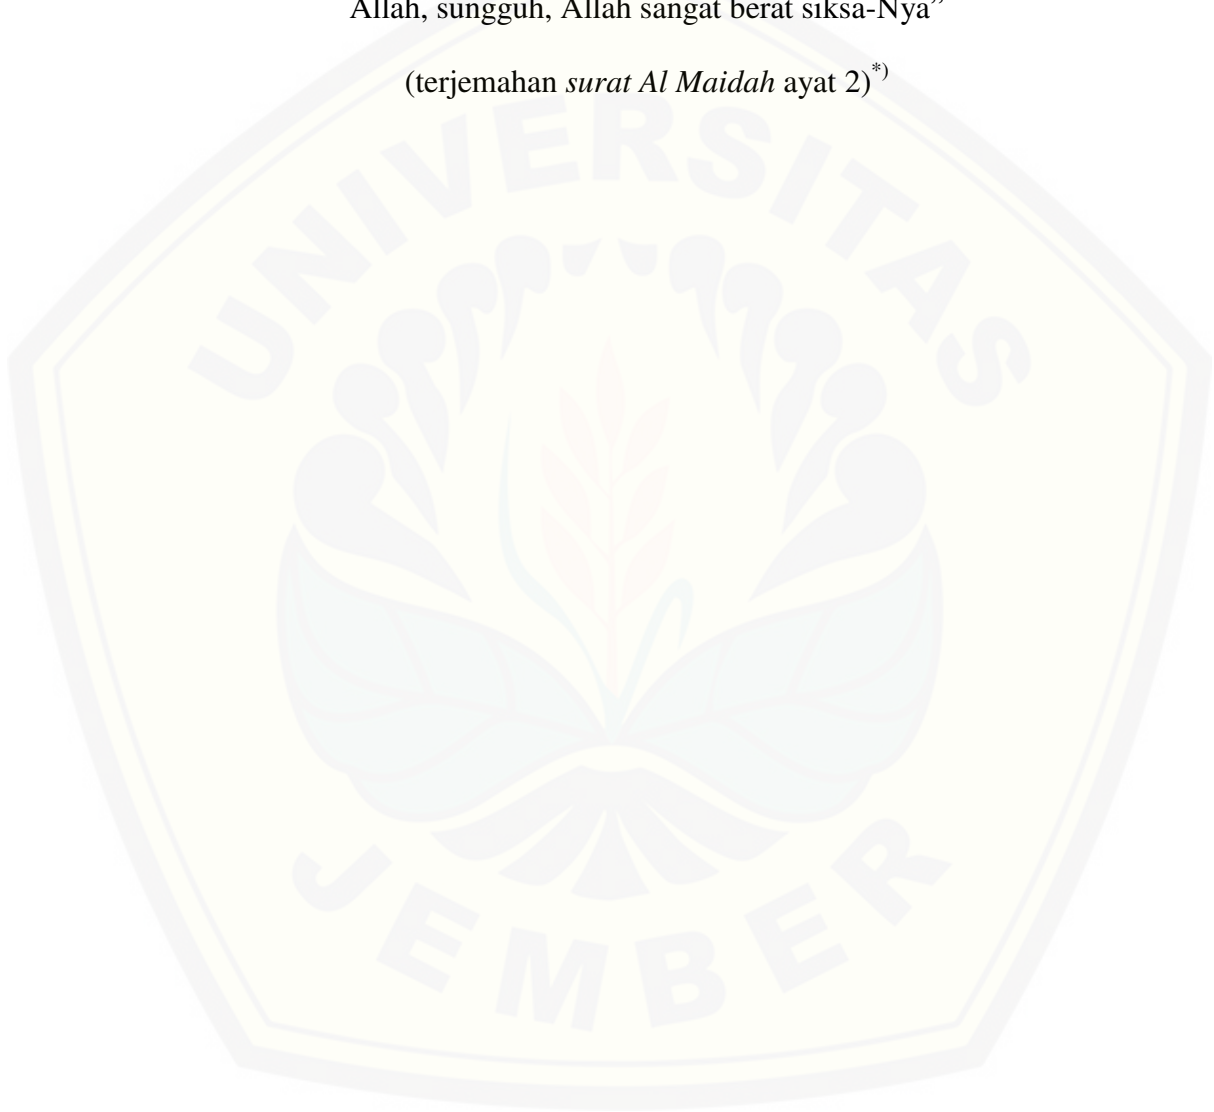 Allah, sungguh, Allah sangat berat siksa-Nya”
(terjemahan surat Al Maidah ayat 2)*)
UNIVERSITAS
JEMBER